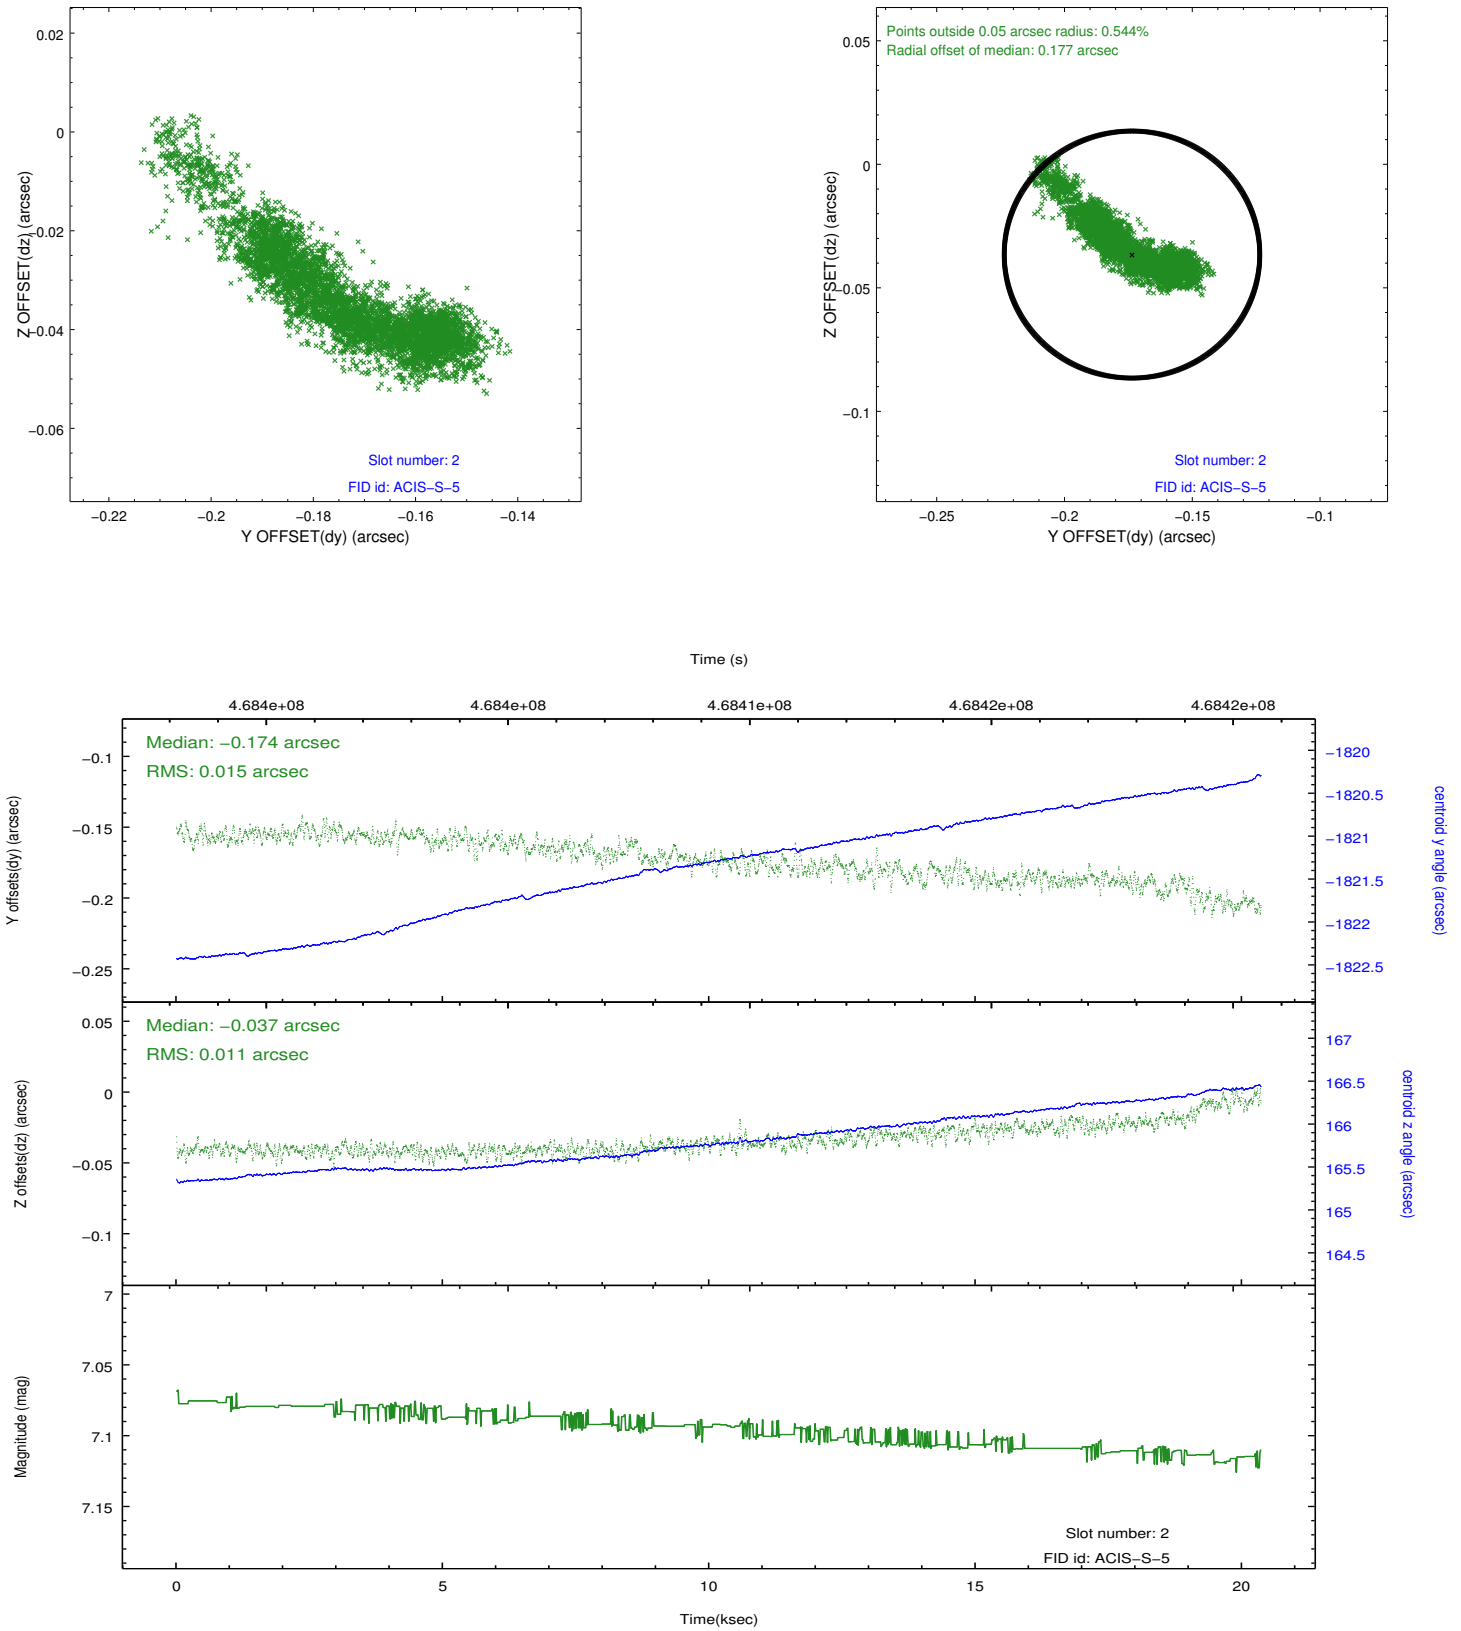 0.02
0
−0.02
−0.04
−0.06
Z OFFSET(dz) (arcsec)
Slot number: 2
FID id: ACIS−S−5
−0.22 −0.2 −0.18 −0.16 −0.14
Y OFFSET(dy) (arcsec)
Points outside 0.05 arcsec radius: 0.544%
Radial offset of median: 0.177 arcsec
0.05
0
−0.05
−0.1
Z OFFSET(dz) (arcsec)
Slot number: 2
FID id: ACIS−S−5
−0.25 −0.2 −0.15 −0.1
Y OFFSET(dy) (arcsec)
Time (s)
4.684e+08 4.684e+08 4.6841e+08 4.6842e+08 4.6842e+08
Median: −0.174 arcsec
RMS: 0.015 arcsec
−0.1
−0.15
−0.2
−0.25
Y offsets(dy) (arcsec)
−1820
−1820.5
−1821
−1821.5
−1822
−1822.5
centroid y angle (arcsec)
Median: −0.037 arcsec
RMS: 0.011 arcsec
0.05
0
−0.05
−0.1
Z offsets(dz) (arcsec)
167
166.5
166
165.5
165
164.5
centroid z angle (arcsec)
7
7.05
7.1
7.15
Magnitude (mag)
Slot number: 2
FID id: ACIS−S−5
0 5 10 15 20
Time(ksec)